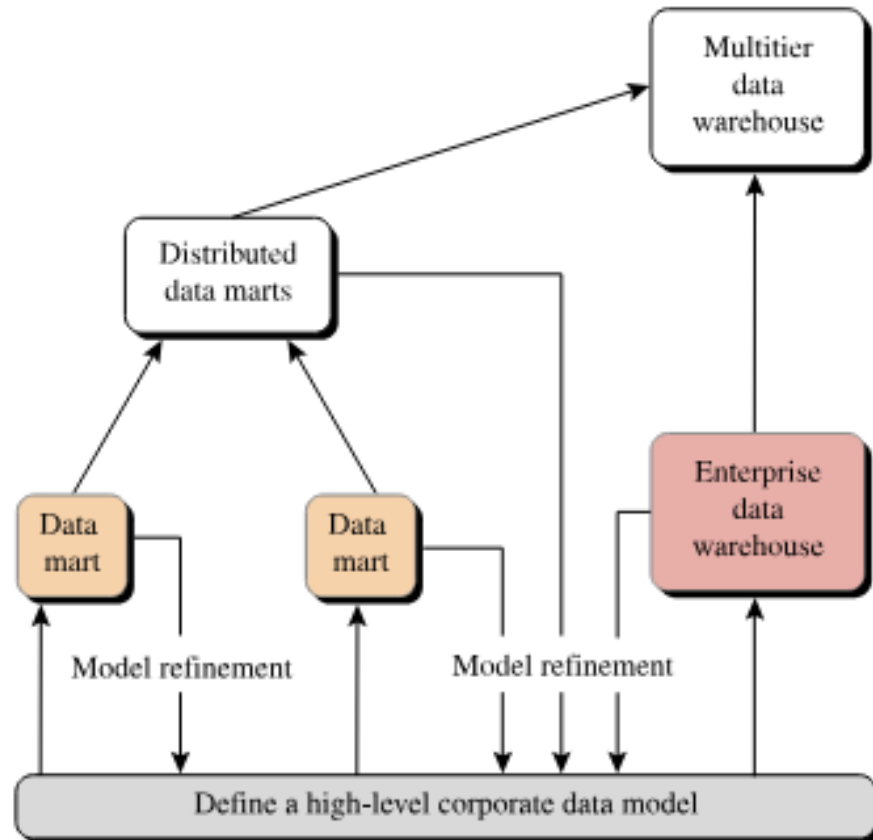 Multitier
data
warehouse
Distributed
data marts
Enterprise
data
warehouse
Data
mart
Data
mart
Model refinement
Model refinement
Define a high-level corporate data model